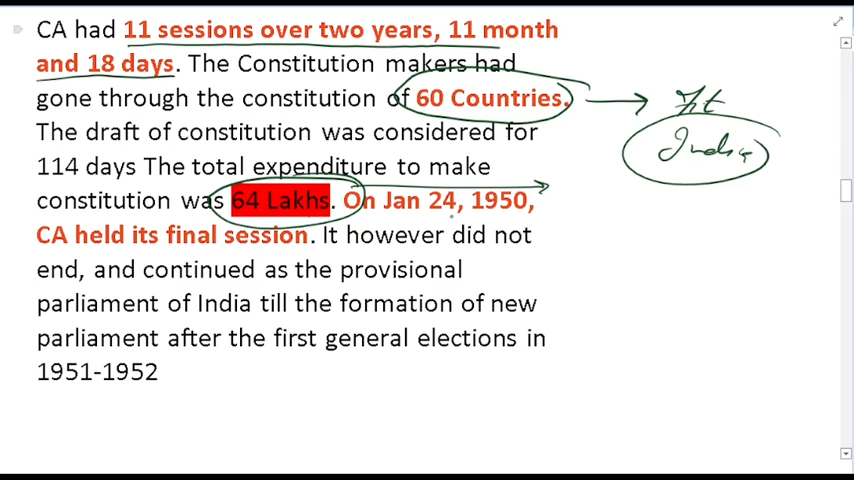 CA had 11 sessions over two years, 11 month
and 18 days. The Constitution makers had
gone through the constitution of 60 Countries.
The draft of constitution was considered for
114 days The total expenditure to make
constitution was 64 Lakhs. On Jan 24, 1950,
CA held its final session. It however did not
end, and continued as the provisional
parliament of India till the formation of new
parliament after the first general elections in
1951-1952
India